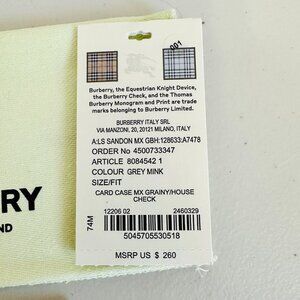 001
Burberry, the Equestrian Knight Device,
the Burberry Check, and the Thomas
Burberry Monogram and Print are trade
marks belonging to Burberry Limited.
BURBERRY ITALY SRL
VIA MANZONI, 20, 20121 MILANO, ITALY
A:LS SANDON MX GBH:128633:A7478
ORDER No 4500733347
ARTICLE 8084542 1
COLOUR GREY MINK
SIZE/FIT
CARD CASE MX GRAINY/HOUSE
CHECK
74M
12206 02 2460329
5045705530518
MSRP US $ 260
RRY
ND